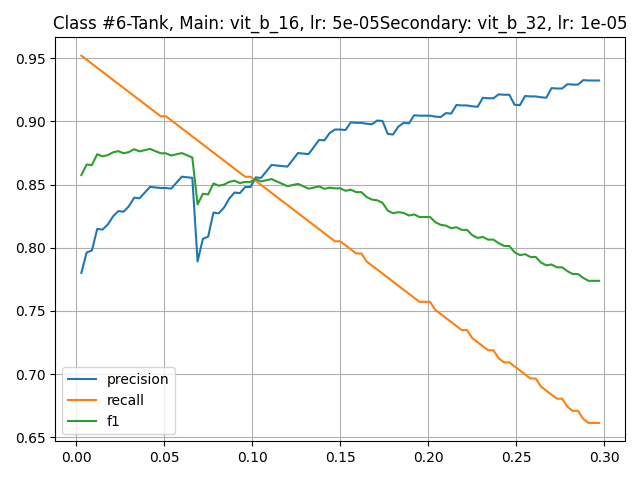 Class #6-Tank, Main: vit_b_16, lr: 5e-05Secondary: vit_b_32, lr: 1e-05
0.95
0.90
0.85
0.80
0.75
0.70
0.65
precision
recall
f1
0.00 0.05 0.10 0.15 0.20 0.25 0.30